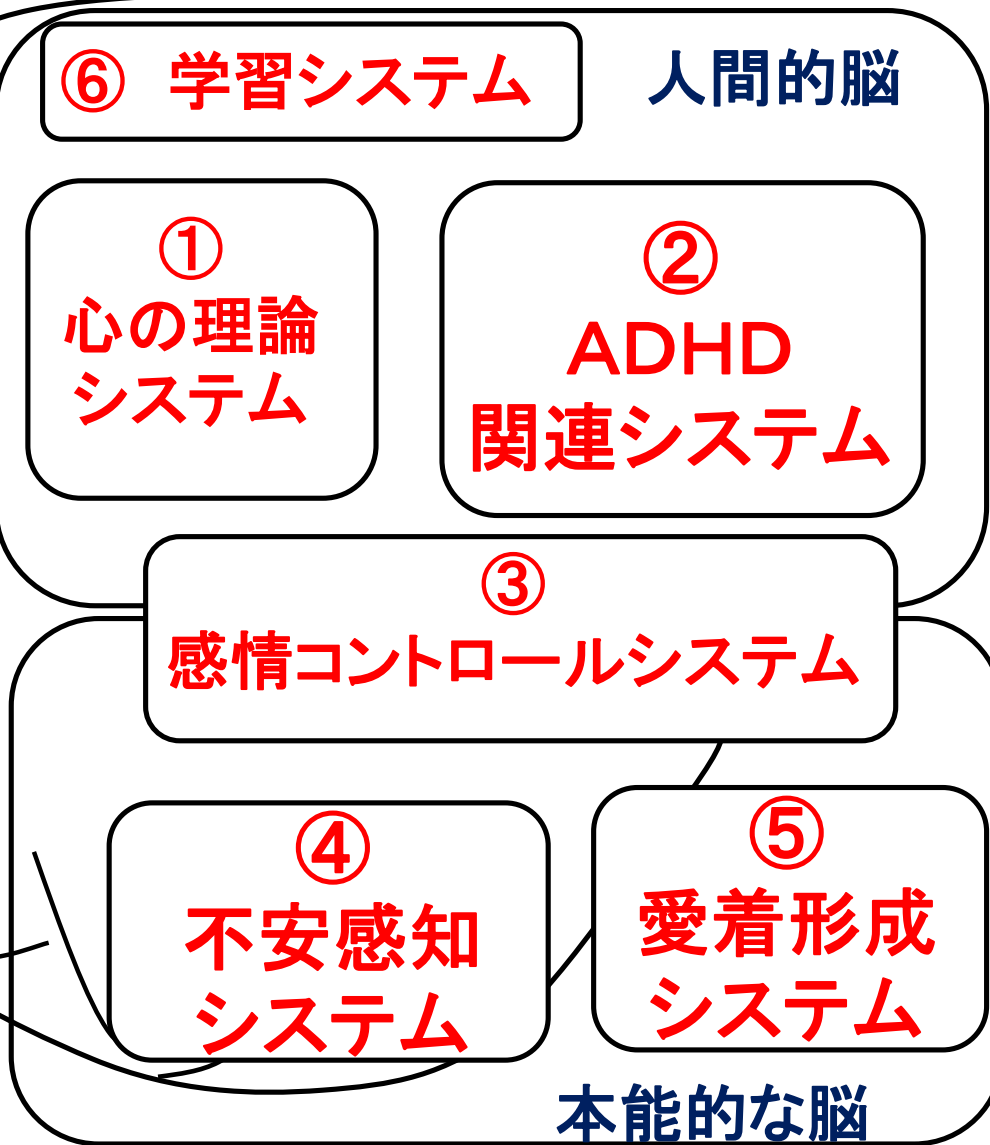 ⑥　学習システム
人間的脳
①
心の理論
システム
②
ＡＤＨＤ
関連システム
③
感情コントロールシステム
④
不安感知
システム
⑤
愛着形成
システム
本能的な脳